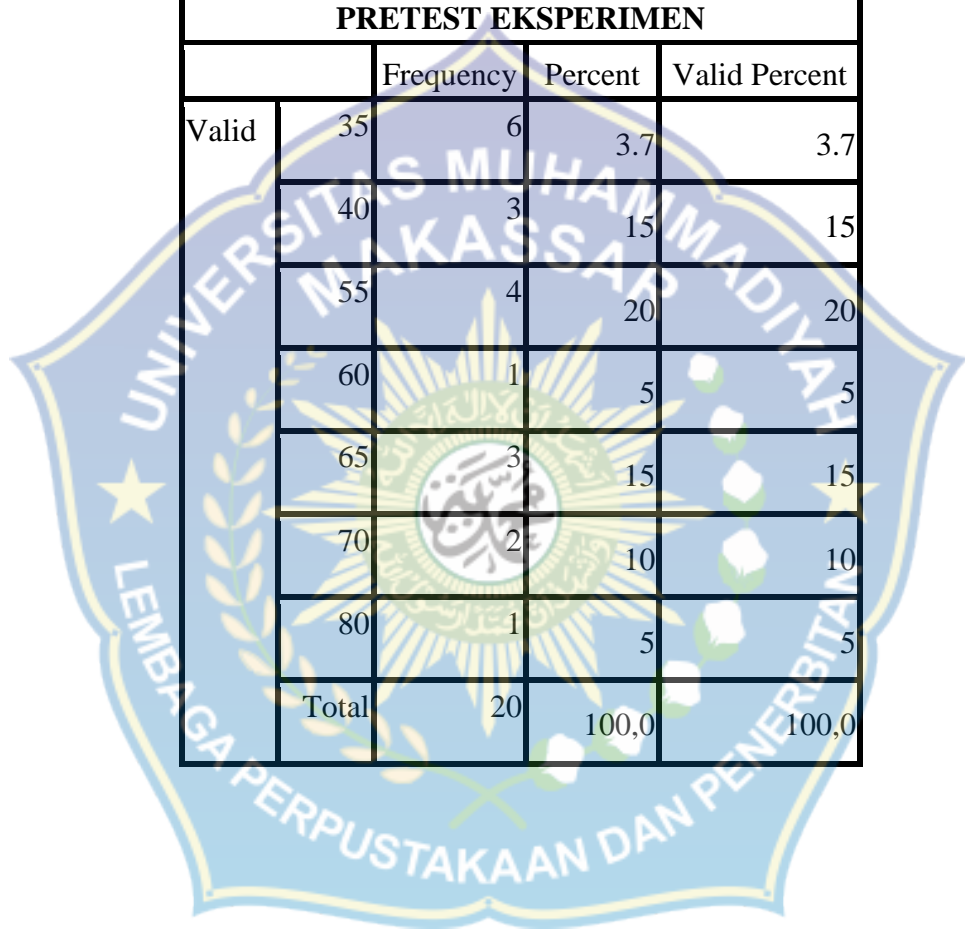 PRETEST EKSPERIMEN
Frequency Percent Valid Percent
Valid 35 6 3.7 3.7
40 3 15 15
55 4 20 20
60 1 5 5
65 3 15 15
70 2 10 10
80 1 5 5
Total 20 100,0 100,0
UNIVERSITAS MUHAMMADIYAH
MAKASSAR
LEMBAGA PERPUSTAKAAN DAN PENERBITAN